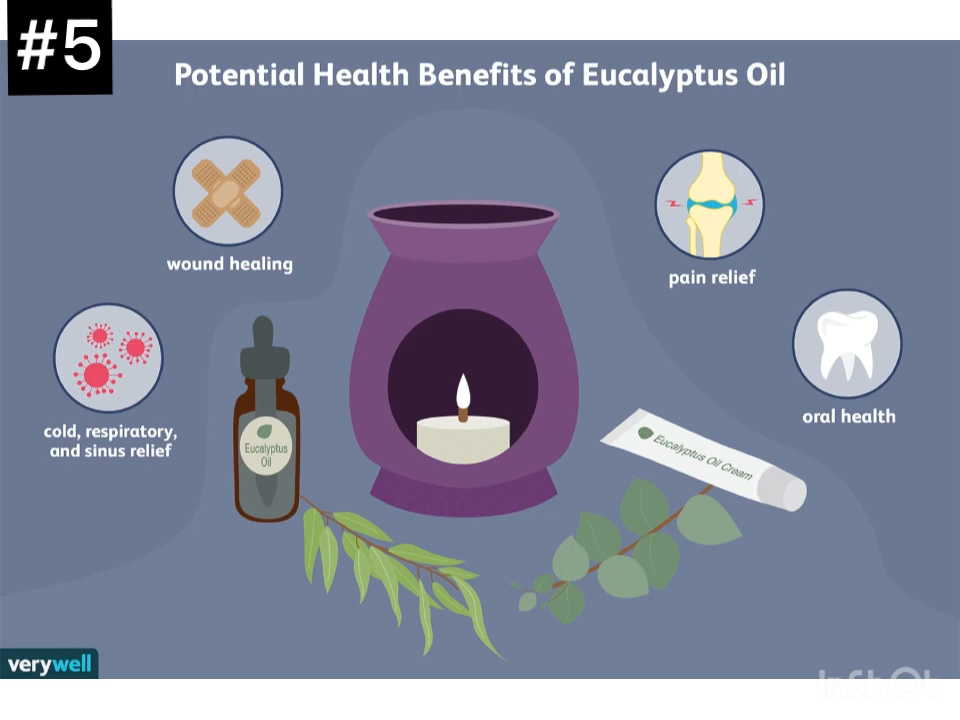 #5
Potential Health Benefits of Eucalyptus Oil
wound healing
pain relief
cold, respiratory,
and sinus relief
oral health
Eucalyptus
Oil
Eucalyptus Oil Cream
verywell
InShOt